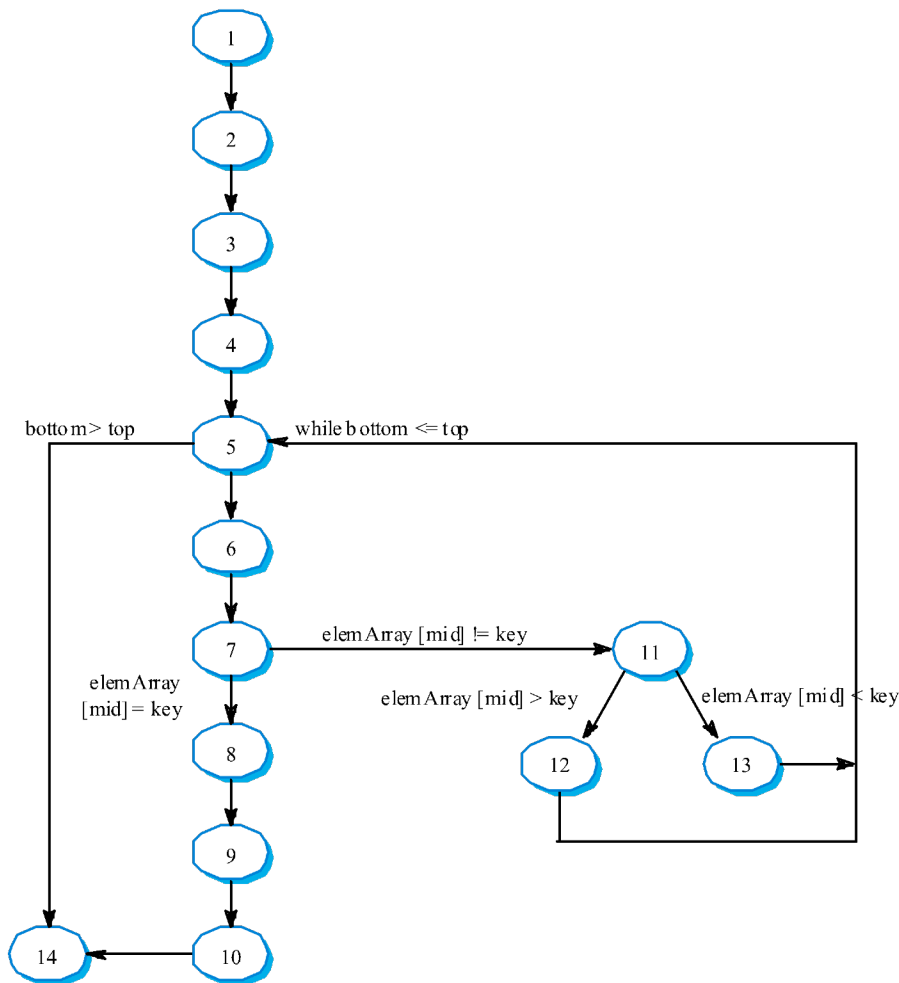 1
2
3
4
bottom > top
while bottom <= top
5
6
7
elemArray [mid] != key
11
elemArray
[mid] = key
elemArray [mid] > key
elemArray [mid] < key
8
12
13
9
14
10